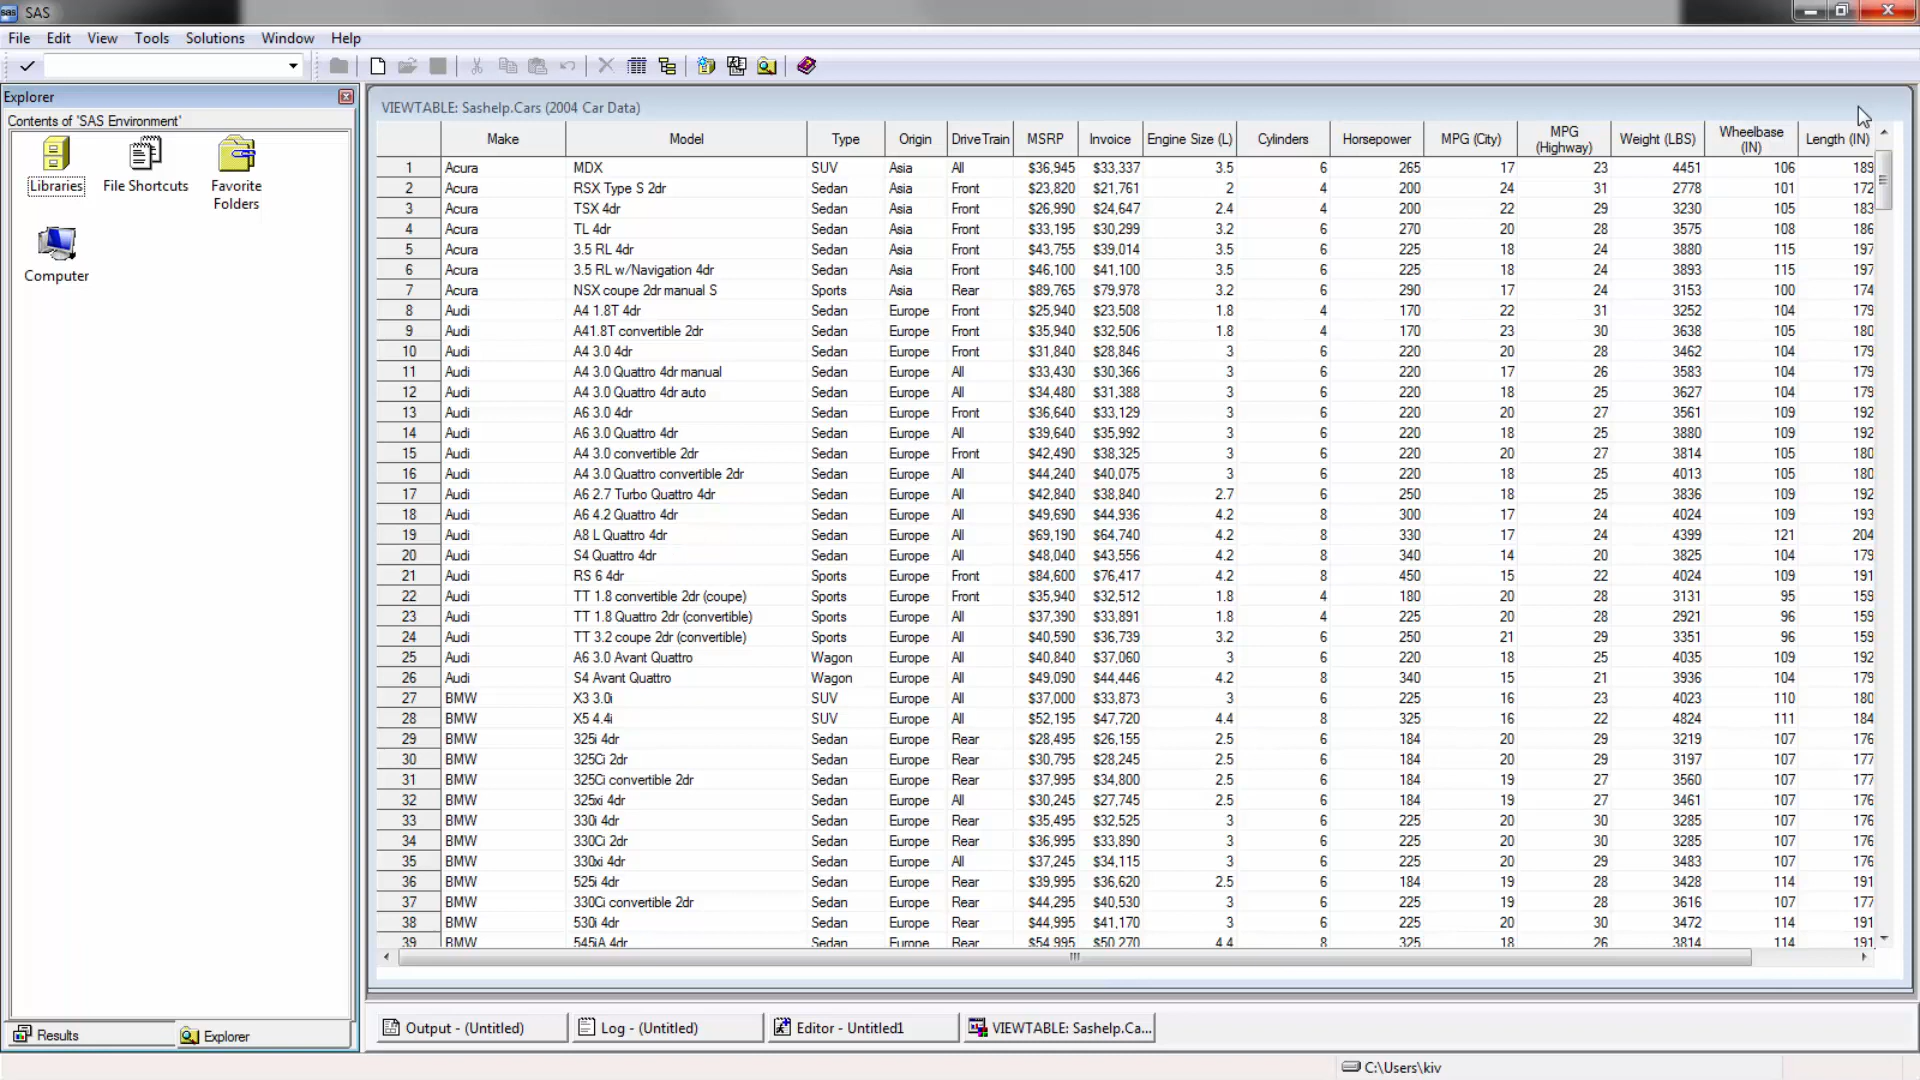 sas SAS
File Edit View Tools Solutions Window Help
Explorer
Contents of 'SAS Environment'
Libraries File Shortcuts Favorite Folders
Computer
VIEWTABLE: Sashelp.Cars (2004 Car Data)
Make Model Type Origin DriveTrain MSRP Invoice Engine Size (L) Cylinders Horsepower MPG (City) MPG (Highway) Weight (LBS) Wheelbase (IN) Length (IN)
1 Acura MDX SUV Asia All $36,945 $33,337 3.5 6 265 17 23 4451 106 189
2 Acura RSX Type S 2dr Sedan Asia Front $23,820 $21,761 2 4 200 24 31 2778 101 172
3 Acura TSX 4dr Sedan Asia Front $26,990 $24,647 2.4 4 200 22 29 3230 105 183
4 Acura TL 4dr Sedan Asia Front $33,195 $30,299 3.2 6 270 20 28 3575 108 186
5 Acura 3.5 RL 4dr Sedan Asia Front $43,755 $39,014 3.5 6 225 18 24 3880 115 197
6 Acura 3.5 RL w/Navigation 4dr Sedan Asia Front $46,100 $41,100 3.5 6 225 18 24 3893 115 197
7 Acura NSX coupe 2dr manual S Sports Asia Rear $89,765 $79,978 3.2 6 290 17 24 3153 100 174
8 Audi A4 1.8T 4dr Sedan Europe Front $25,940 $23,508 1.8 4 170 22 31 3252 104 179
9 Audi A41.8T convertible 2dr Sedan Europe Front $35,940 $32,506 1.8 4 170 23 30 3638 105 180
10 Audi A4 3.0 4dr Sedan Europe Front $31,840 $28,846 3 6 220 20 28 3462 104 179
11 Audi A4 3.0 Quattro 4dr manual Sedan Europe All $33,430 $30,366 3 6 220 17 26 3583 104 179
12 Audi A4 3.0 Quattro 4dr auto Sedan Europe All $34,480 $31,388 3 6 220 18 25 3627 104 179
13 Audi A6 3.0 4dr Sedan Europe Front $36,640 $33,129 3 6 220 20 27 3561 109 192
14 Audi A6 3.0 Quattro 4dr Sedan Europe All $39,640 $35,992 3 6 220 18 25 3880 109 192
15 Audi A4 3.0 convertible 2dr Sedan Europe Front $42,490 $38,325 3 6 220 20 27 3814 105 180
16 Audi A4 3.0 Quattro convertible 2dr Sedan Europe All $44,240 $40,075 3 6 220 18 25 4013 105 180
17 Audi A6 2.7 Turbo Quattro 4dr Sedan Europe All $42,840 $38,840 2.7 6 250 18 25 3836 109 192
18 Audi A6 4.2 Quattro 4dr Sedan Europe All $49,690 $44,936 4.2 8 300 17 24 4024 109 193
19 Audi A8 L Quattro 4dr Sedan Europe All $69,190 $64,740 4.2 8 330 17 24 4399 121 204
20 Audi S4 Quattro 4dr Sedan Europe All $48,040 $43,556 4.2 8 340 14 20 3825 104 179
21 Audi RS 6 4dr Sports Europe Front $84,600 $76,417 4.2 8 450 15 22 4024 109 191
22 Audi TT 1.8 convertible 2dr (coupe) Sports Europe Front $35,940 $32,512 1.8 4 180 20 28 3131 95 159
23 Audi TT 1.8 Quattro 2dr (convertible) Sports Europe All $37,390 $33,891 1.8 4 225 20 28 2921 96 159
24 Audi TT 3.2 coupe 2dr (convertible) Sports Europe All $40,590 $36,739 3.2 6 250 21 29 3351 96 159
25 Audi A6 3.0 Avant Quattro Wagon Europe All $40,840 $37,060 3 6 220 18 25 4035 109 192
26 Audi S4 Avant Quattro Wagon Europe All $49,090 $44,446 4.2 8 340 15 21 3936 104 179
27 BMW X3 3.0i SUV Europe All $37,000 $33,873 3 6 225 16 23 4023 110 180
28 BMW X5 4.4i SUV Europe All $52,195 $47,720 4.4 8 325 16 22 4824 111 184
29 BMW 325i 4dr Sedan Europe Rear $28,495 $26,155 2.5 6 184 20 29 3219 107 176
30 BMW 325Ci 2dr Sedan Europe Rear $30,795 $28,245 2.5 6 184 20 29 3197 107 177
31 BMW 325Ci convertible 2dr Sedan Europe Rear $37,995 $34,800 2.5 6 184 19 27 3560 107 177
32 BMW 325xi 4dr Sedan Europe All $30,245 $27,745 2.5 6 184 19 27 3461 107 176
33 BMW 330i 4dr Sedan Europe Rear $35,495 $32,525 3 6 225 20 30 3285 107 176
34 BMW 330Ci 2dr Sedan Europe Rear $36,995 $33,890 3 6 225 20 30 3285 107 176
35 BMW 330xi 4dr Sedan Europe All $37,245 $34,115 3 6 225 20 29 3483 107 176
36 BMW 525i 4dr Sedan Europe Rear $39,995 $36,620 2.5 6 184 19 28 3428 114 191
37 BMW 330Ci convertible 2dr Sedan Europe Rear $44,295 $40,530 3 6 225 19 28 3616 107 177
38 BMW 530i 4dr Sedan Europe Rear $44,995 $41,170 3 6 225 20 30 3472 114 191
39 BMW 545iA 4dr Sedan Europe Rear $54,995 $50,270 4.4 8 325 18 26 3814 114 191
Results Explorer
Output - (Untitled) Log - (Untitled) Editor - Untitled1 VIEWTABLE: Sashelp.Ca...
C:\Users\kiv